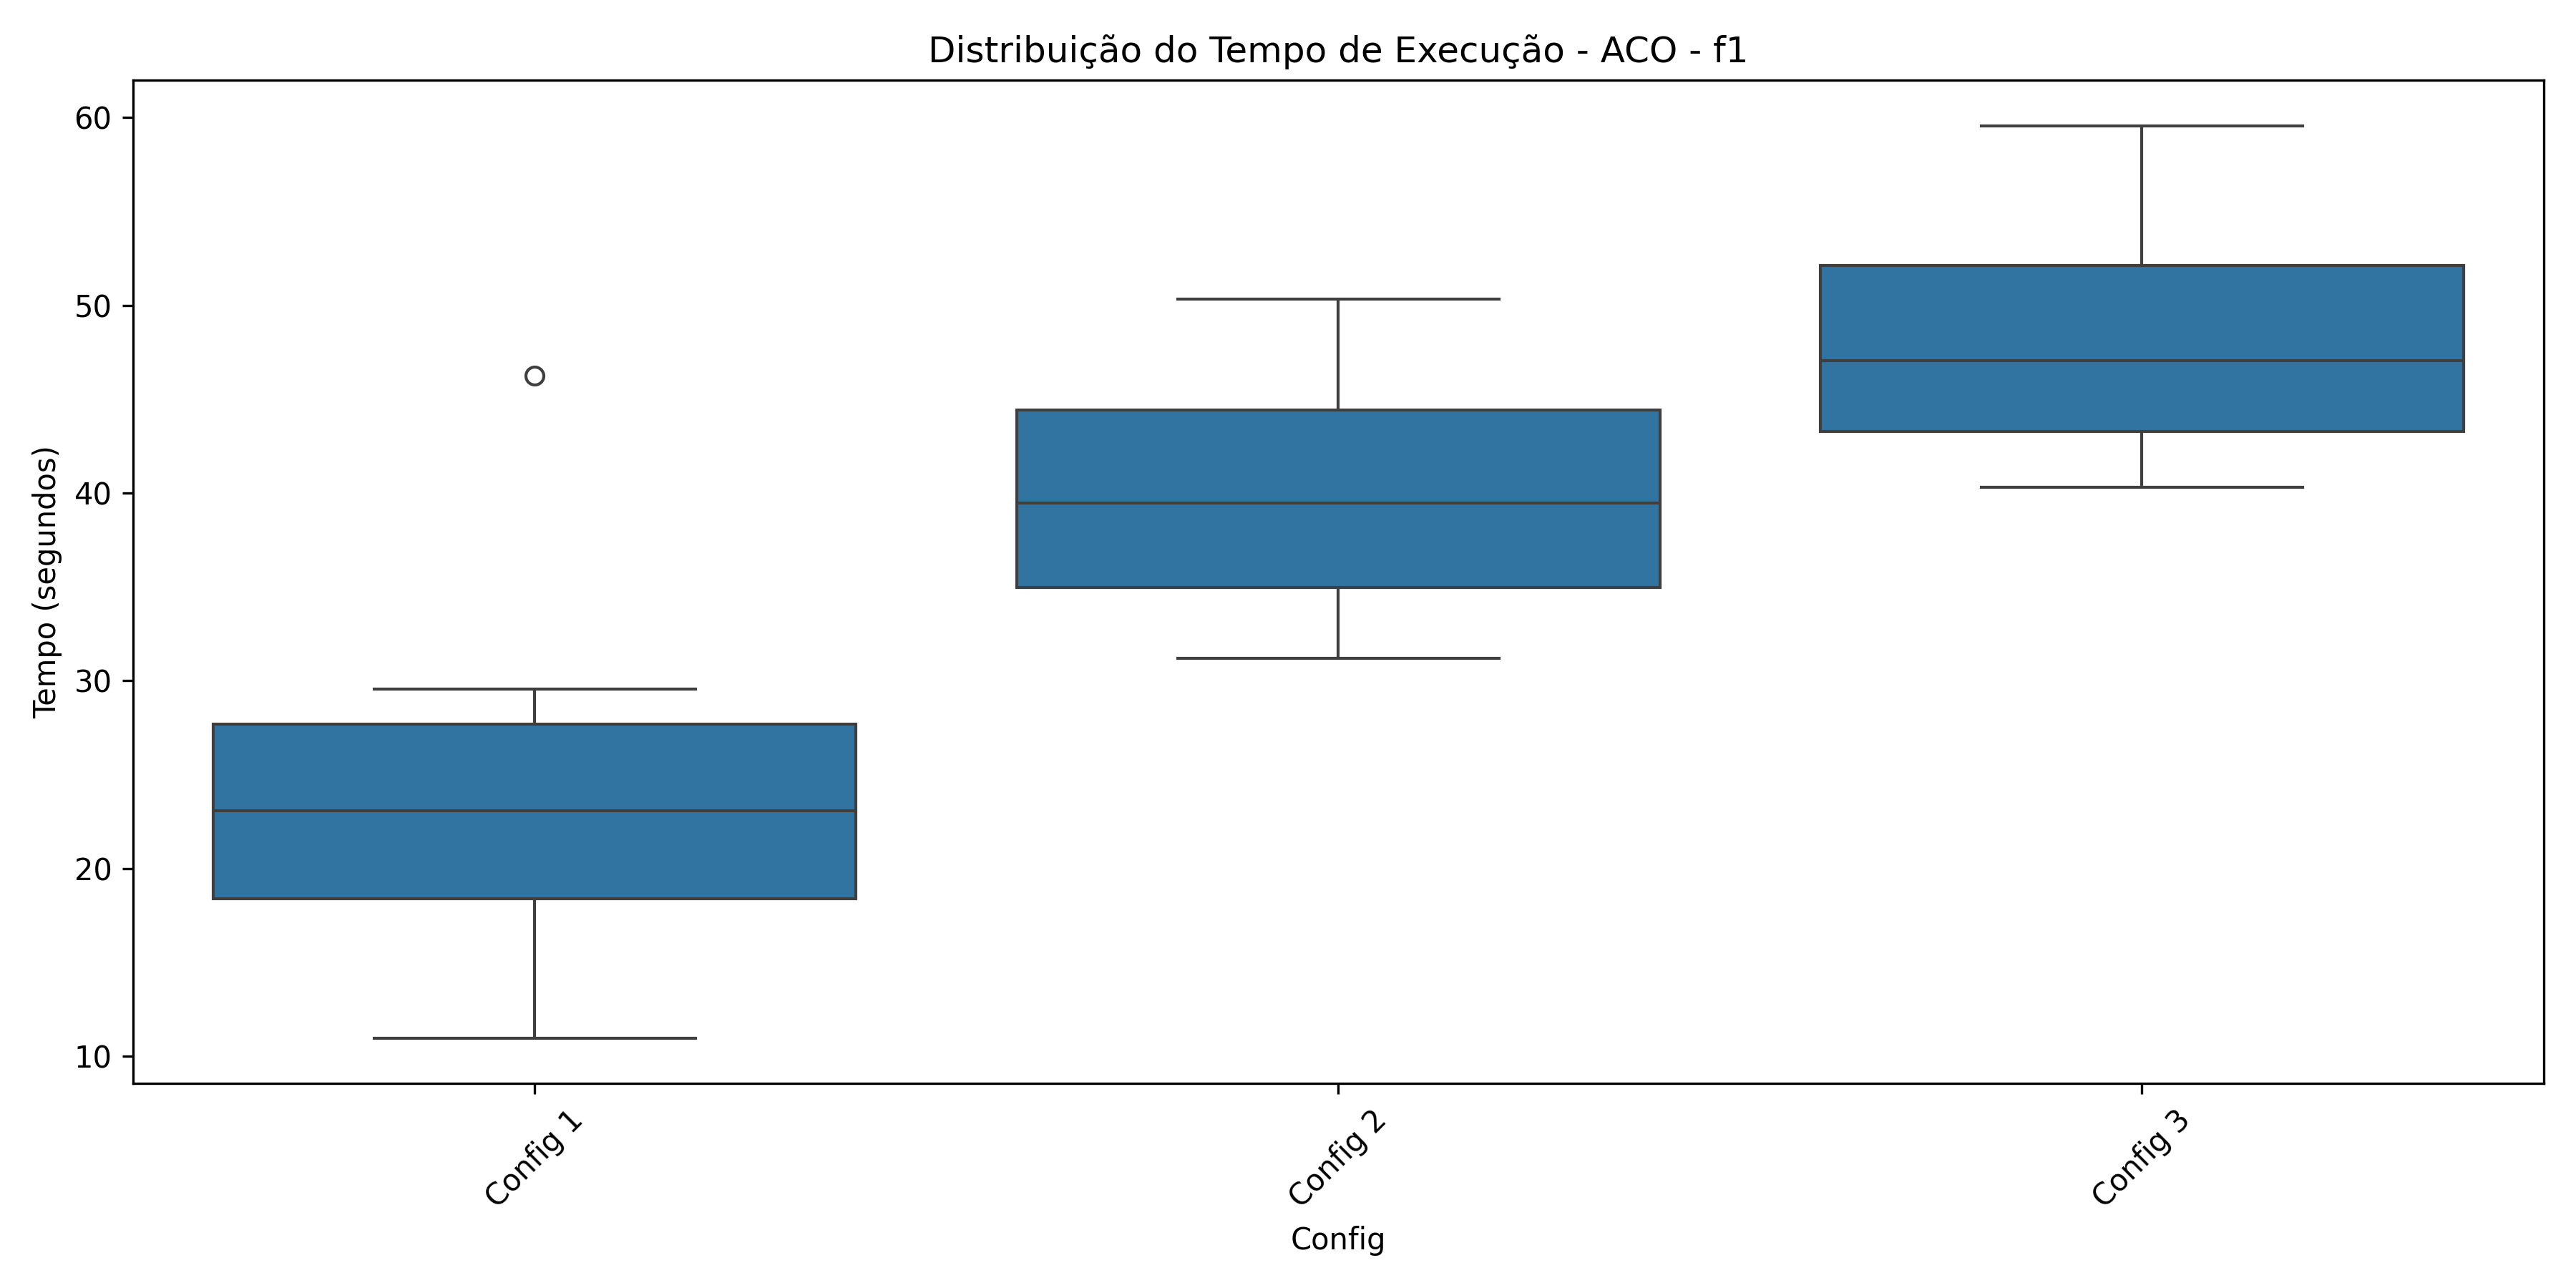 Distribuição do Tempo de Execução - ACO - f1
Tempo (segundos)
60
50
40
30
20
10
Config 1
Config 2
Config 3
Config